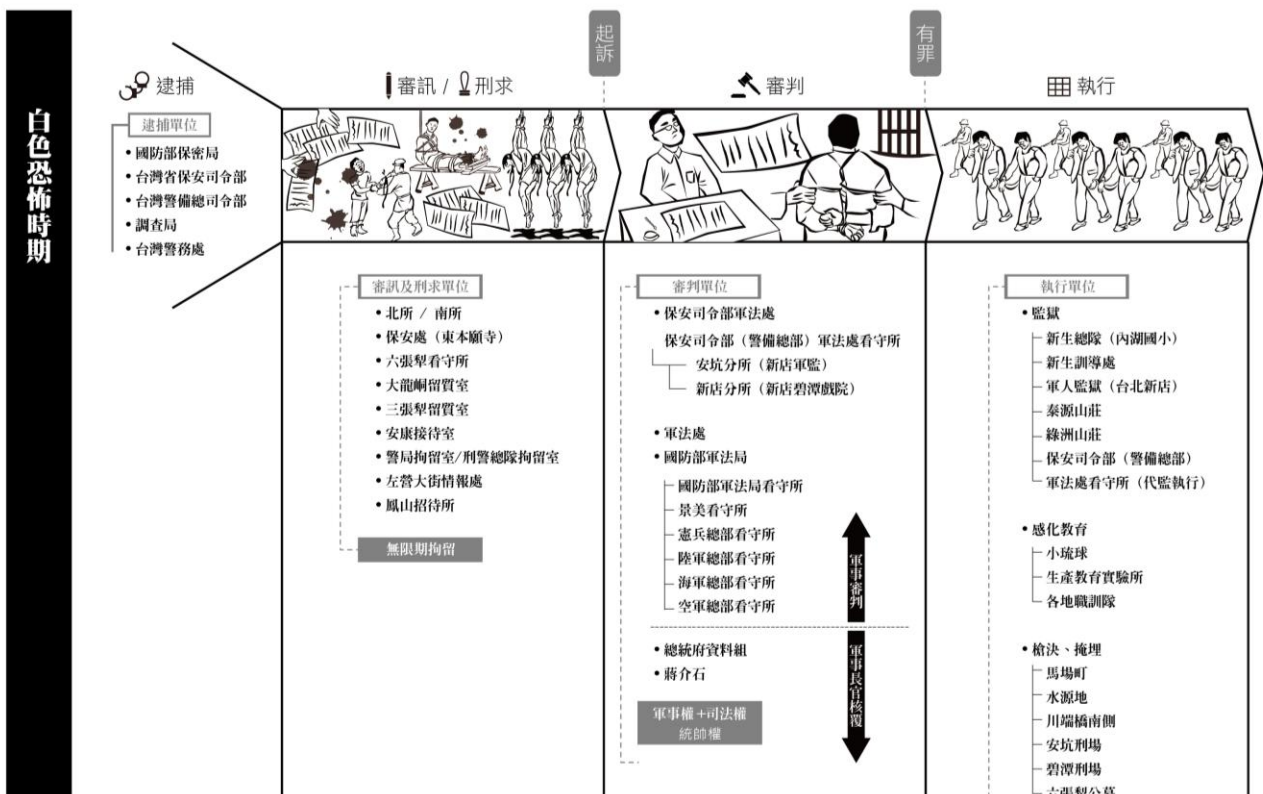 白色恐怖時期
起訴
有罪
逮捕
審訊 / 刑求
審判
執行
逮捕單位
• 國防部保密局
• 台灣省保安司令部
• 台灣警備總司令部
• 調查局
• 台灣警務處
審訊及刑求單位
• 北所 / 南所
• 保安處（東本願寺）
• 六張犁看守所
• 大龍峒留質室
• 三張犁留質室
• 安康接待室
• 警局拘留室/刑警總隊拘留室
• 左營大街情報處
• 鳳山招待所
無限期拘留
審判單位
• 保安司令部軍法處
保安司令部（警備總部）軍法處看守所
安坑分所（新店軍監）
新店分所（新店碧潭戲院）
• 軍法處
• 國防部軍法局
國防部軍法局看守所
景美看守所
憲兵總部看守所
陸軍總部看守所
海軍總部看守所
空軍總部看守所
軍事審判
• 總統府資料組
• 蔣介石
軍事長官核覆
軍事權+司法權
統帥權
執行單位
• 監獄
新生總隊（內湖國小）
新生訓導處
軍人監獄（台北新店）
泰源山莊
綠洲山莊
保安司令部（警備總部）
軍法處看守所（代監執行）
• 感化教育
小琉球
生產教育實驗所
各地職訓隊
• 槍決、掩埋
馬場町
水源地
川端橋南側
安坑刑場
碧潭刑場
六張犁公墓